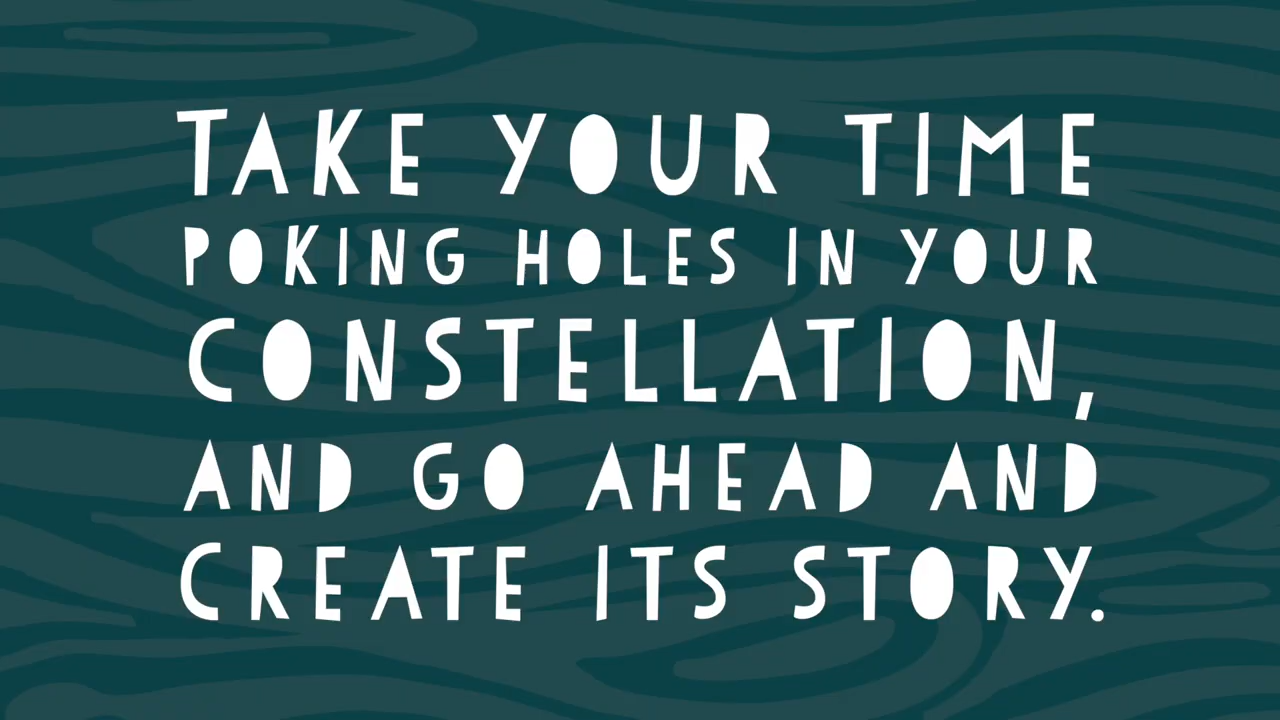 TAKE YOUR TIME
POKING HOLES IN YOUR
CONSTELLATION,
AND GO AHEAD AND
CREATE ITS STORY.